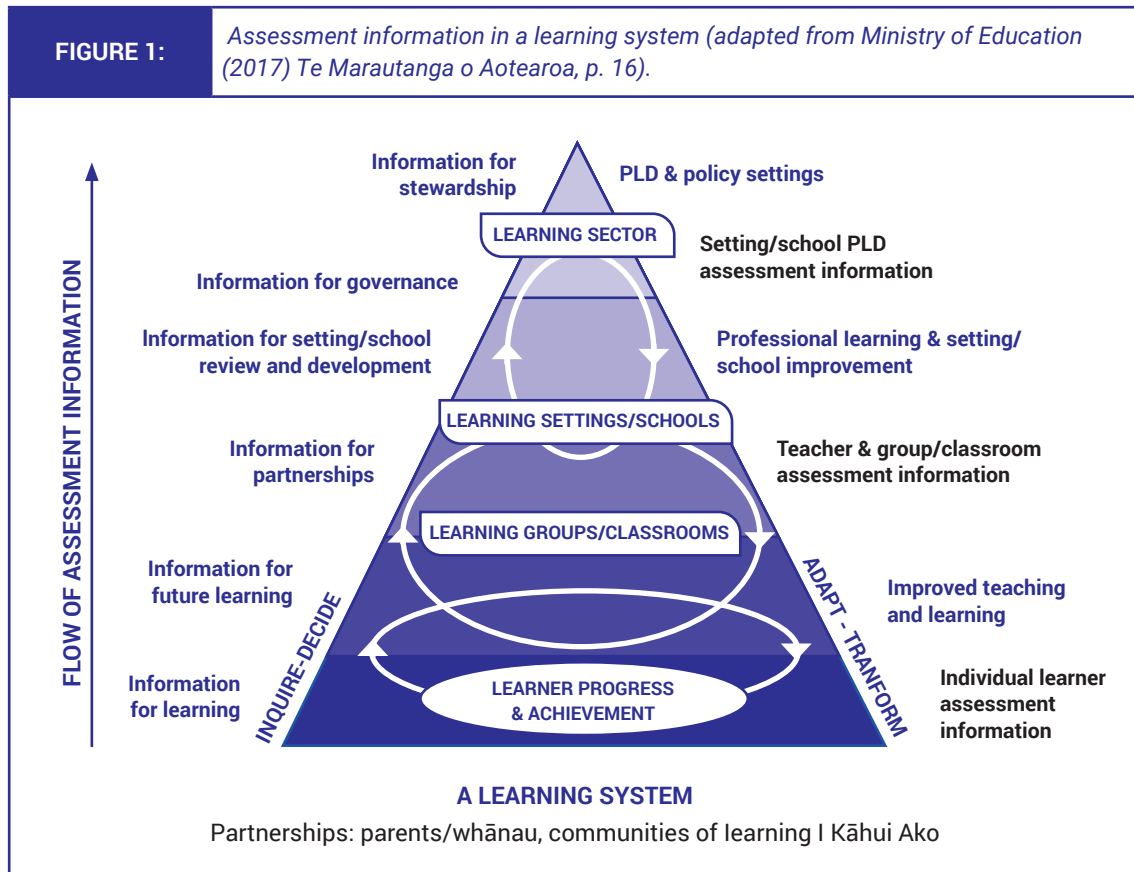 FIGURE 1:
Assessment information in a learning system (adapted from Ministry of Education
(2017) Te Marautanga o Aotearoa, p. 16).
FLOW OF ASSESSMENT INFORMATION
Information for
stewardship
PLD & policy settings
LEARNING SECTOR
Setting/school PLD
assessment information
Information for governance
Information for setting/school
review and development
Professional learning & setting/
school improvement
LEARNING SETTINGS/SCHOOLS
Information for
partnerships
Teacher & group/classroom
assessment information
LEARNING GROUPS/CLASSROOMS
Information for
future learning
INQUIRE-DECIDE
ADAPT - TRANFORM
Improved teaching
and learning
Information
for learning
LEARNER PROGRESS
& ACHIEVEMENT
Individual learner
assessment
information
A LEARNING SYSTEM
Partnerships: parents/whānau, communities of learning I Kāhui Ako